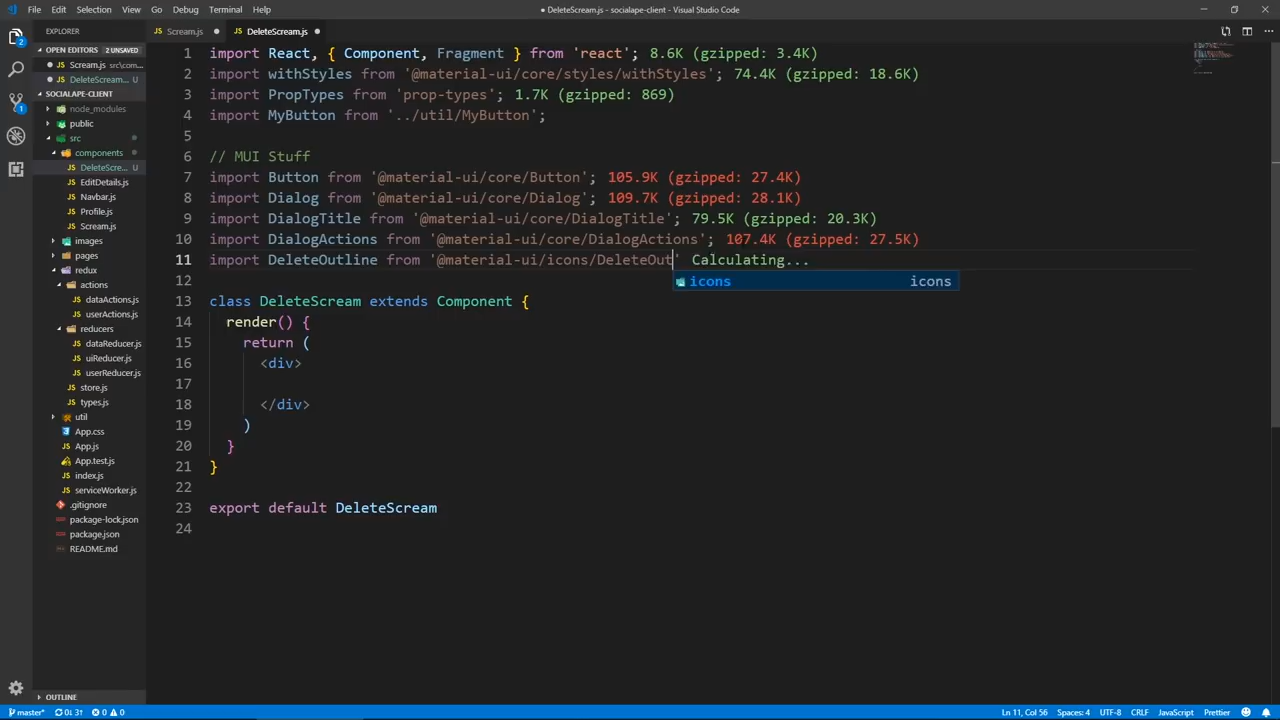 File Edit Selection View Go Debug Terminal Help
● DeleteScream.js - socialape-client - Visual Studio Code
EXPLORER
OPEN EDITORS 2 UNSAVED
Scream.js src\com...
DeleteScream... U
SOCIALAPE-CLIENT
node_modules
public
src
components
DeleteScre... U
EditDetails.js
Navbar.js
Profile.js
Scream.js
images
pages
redux
actions
dataActions.js
userActions.js
reducers
dataReducer.js
uiReducer.js
userReducer.js
store.js
types.js
util
App.css
App.js
App.test.js
index.js
serviceWorker.js
.gitignore
package-lock.json
package.json
README.md
OUTLINE
Scream.js ● DeleteScream.js ●
1 import React, { Component, Fragment } from 'react'; 8.6K (gzipped: 3.4K)
2 import withStyles from '@material-ui/core/styles/withStyles'; 74.4K (gzipped: 18.6K)
3 import PropTypes from 'prop-types'; 1.7K (gzipped: 869)
4 import MyButton from '../util/MyButton';
5
6 // MUI Stuff
7 import Button from '@material-ui/core/Button'; 105.9K (gzipped: 27.4K)
8 import Dialog from '@material-ui/core/Dialog'; 109.7K (gzipped: 28.1K)
9 import DialogTitle from '@material-ui/core/DialogTitle'; 79.5K (gzipped: 20.3K)
10 import DialogActions from '@material-ui/core/DialogActions'; 107.4K (gzipped: 27.5K)
11 import DeleteOutline from '@material-ui/icons/DeleteOut' Calculating...
icons icons
12
13 class DeleteScream extends Component {
14 render() {
15 return (
16 <div>
17
18 </div>
19 )
20 }
21 }
22
23 export default DeleteScream
24
master* 0↓ 3↑ 0 0 Ln 11, Col 56 Spaces: 4 UTF-8 CRLF JavaScript Prettier